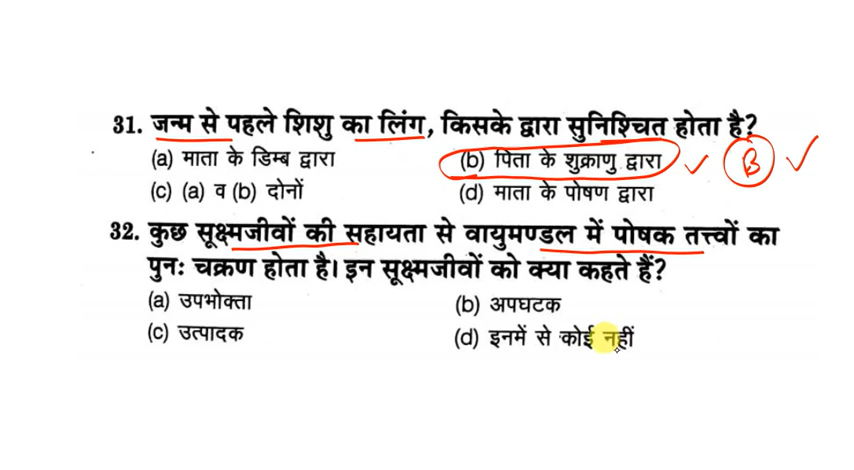 31. जन्म से पहले शिशु का लिंग, किसके द्वारा सुनिश्चित होता है?
(a) माता के डिम्ब द्वारा (b) पिता के शुक्राणु द्वारा B
(c) (a) व (b) दोनों (d) माता के पोषण द्वारा
32. कुछ सूक्ष्मजीवों की सहायता से वायुमण्डल में पोषक तत्त्वों का
पुनः चक्रण होता है। इन सूक्ष्मजीवों को क्या कहते हैं?
(a) उपभोक्ता (b) अपघटक
(c) उत्पादक (d) इनमें से कोई नहीं